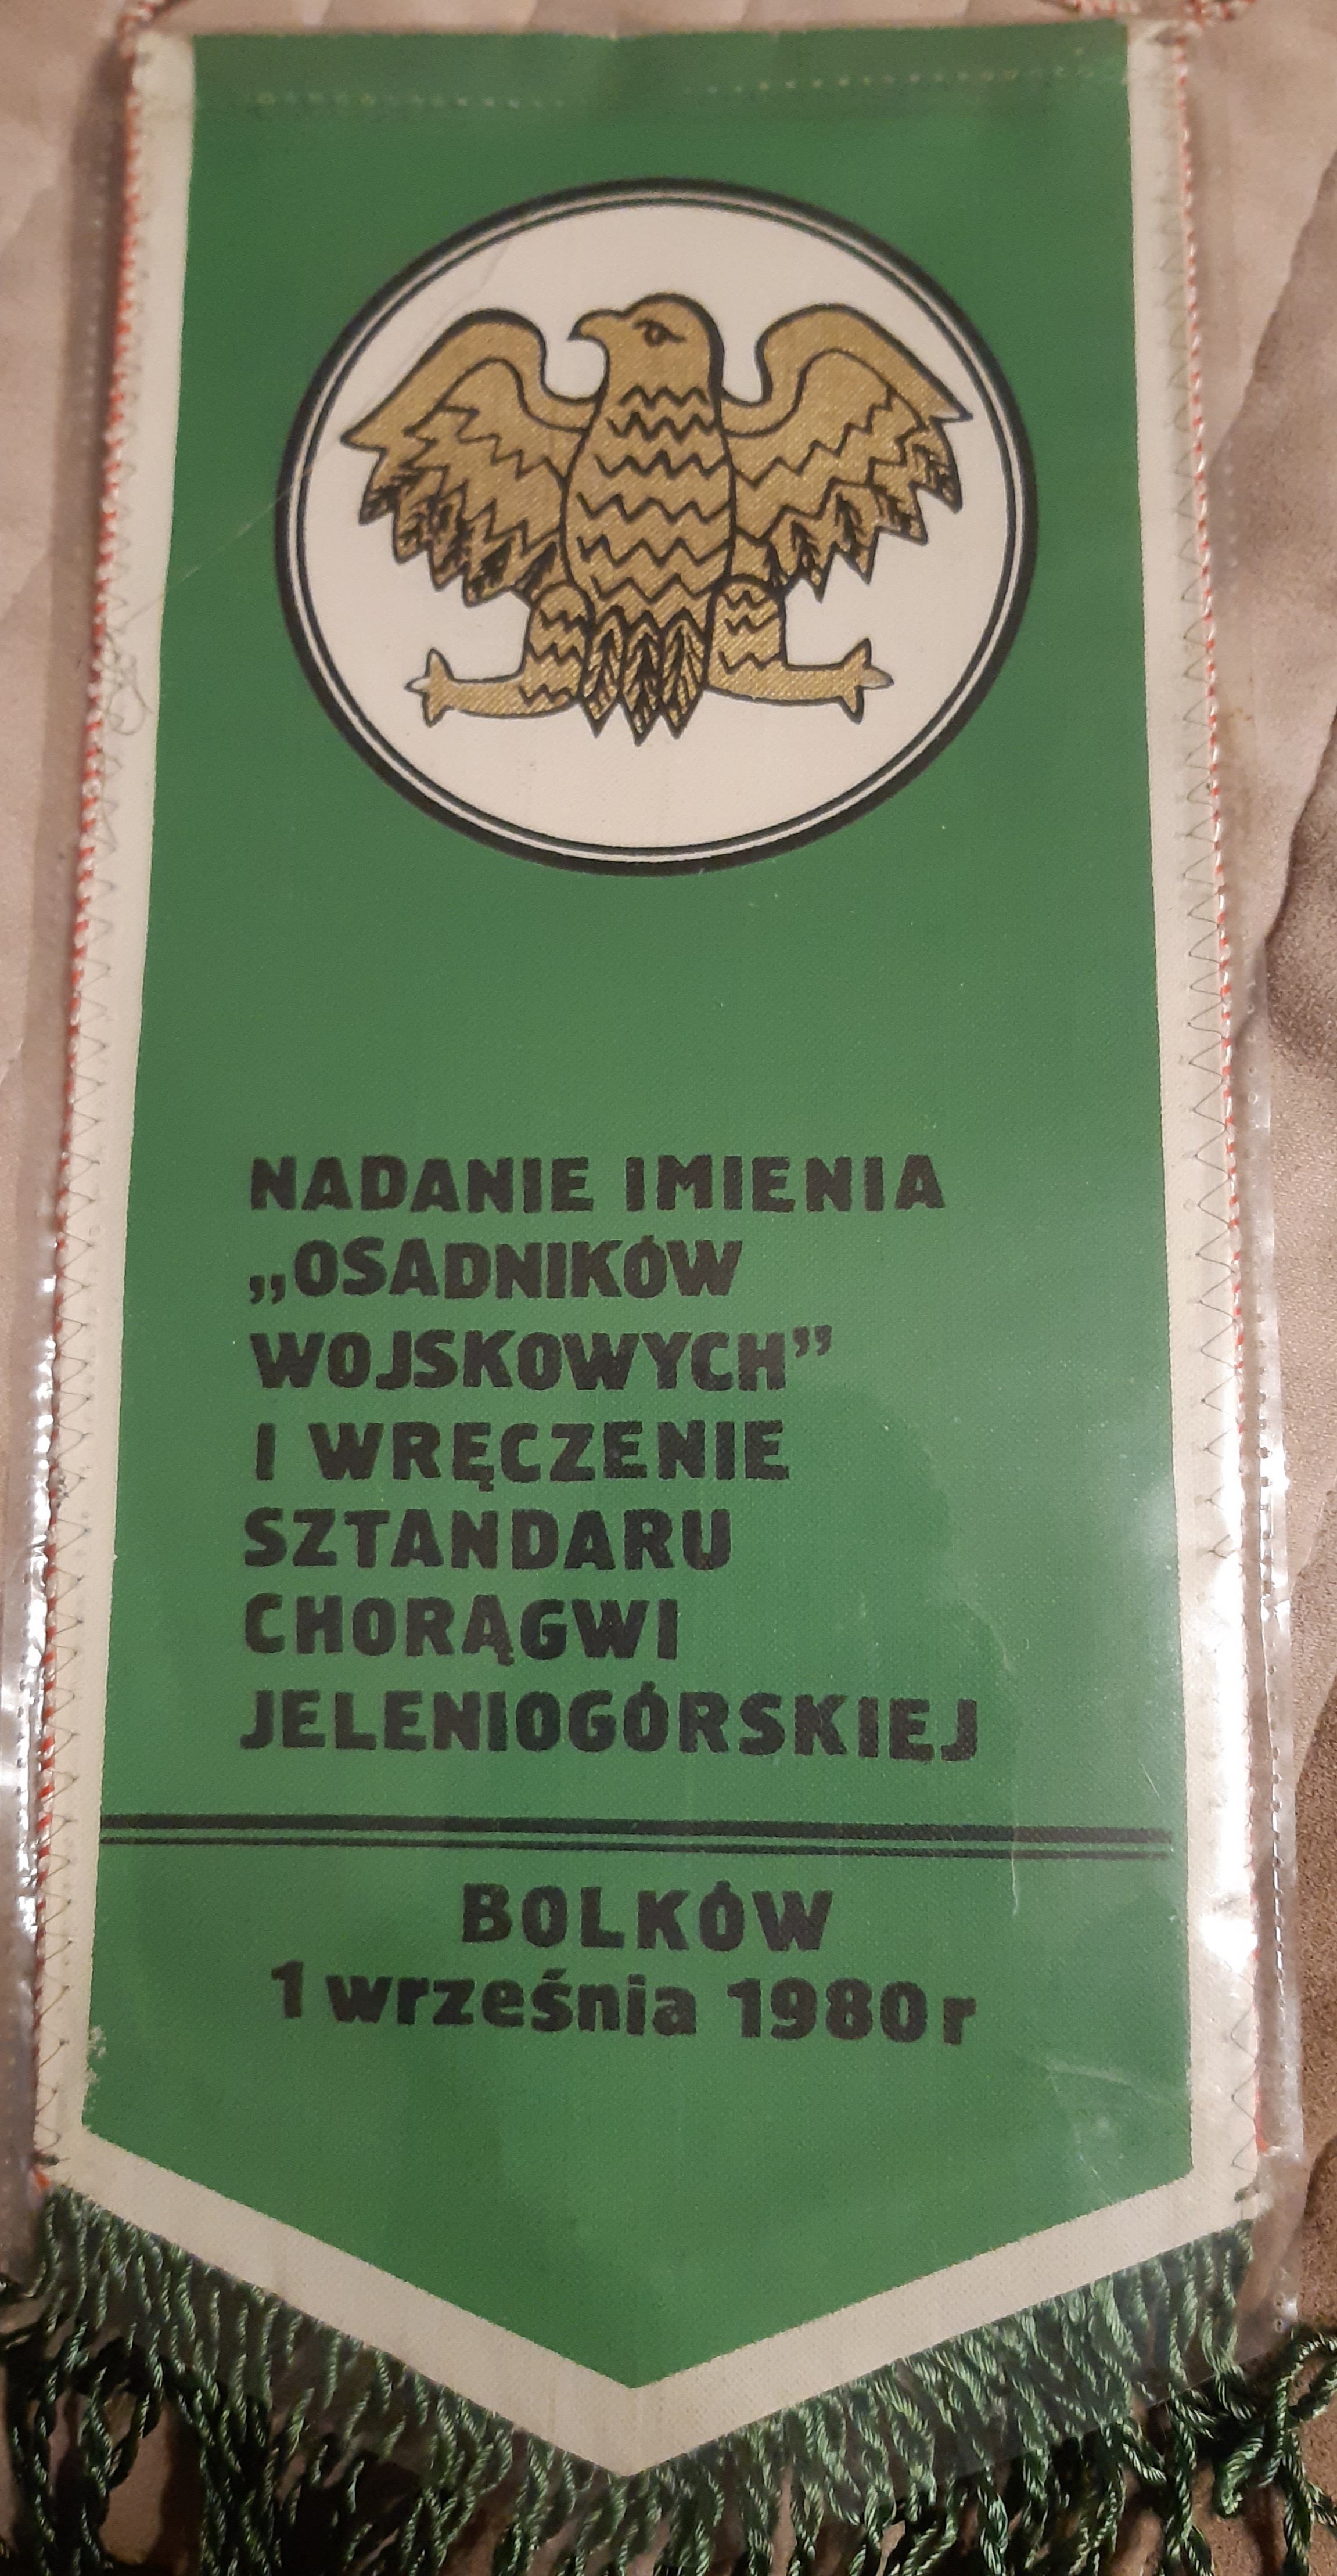 NADANIE IMIENIA
„OSADNIKÓW
WOJSKOWYCH”
I WRĘCZENIE
SZTANDARU
CHORĄGWI
JELENIOGÓRSKIEJ
BOLKÓW
1 września 1980 r